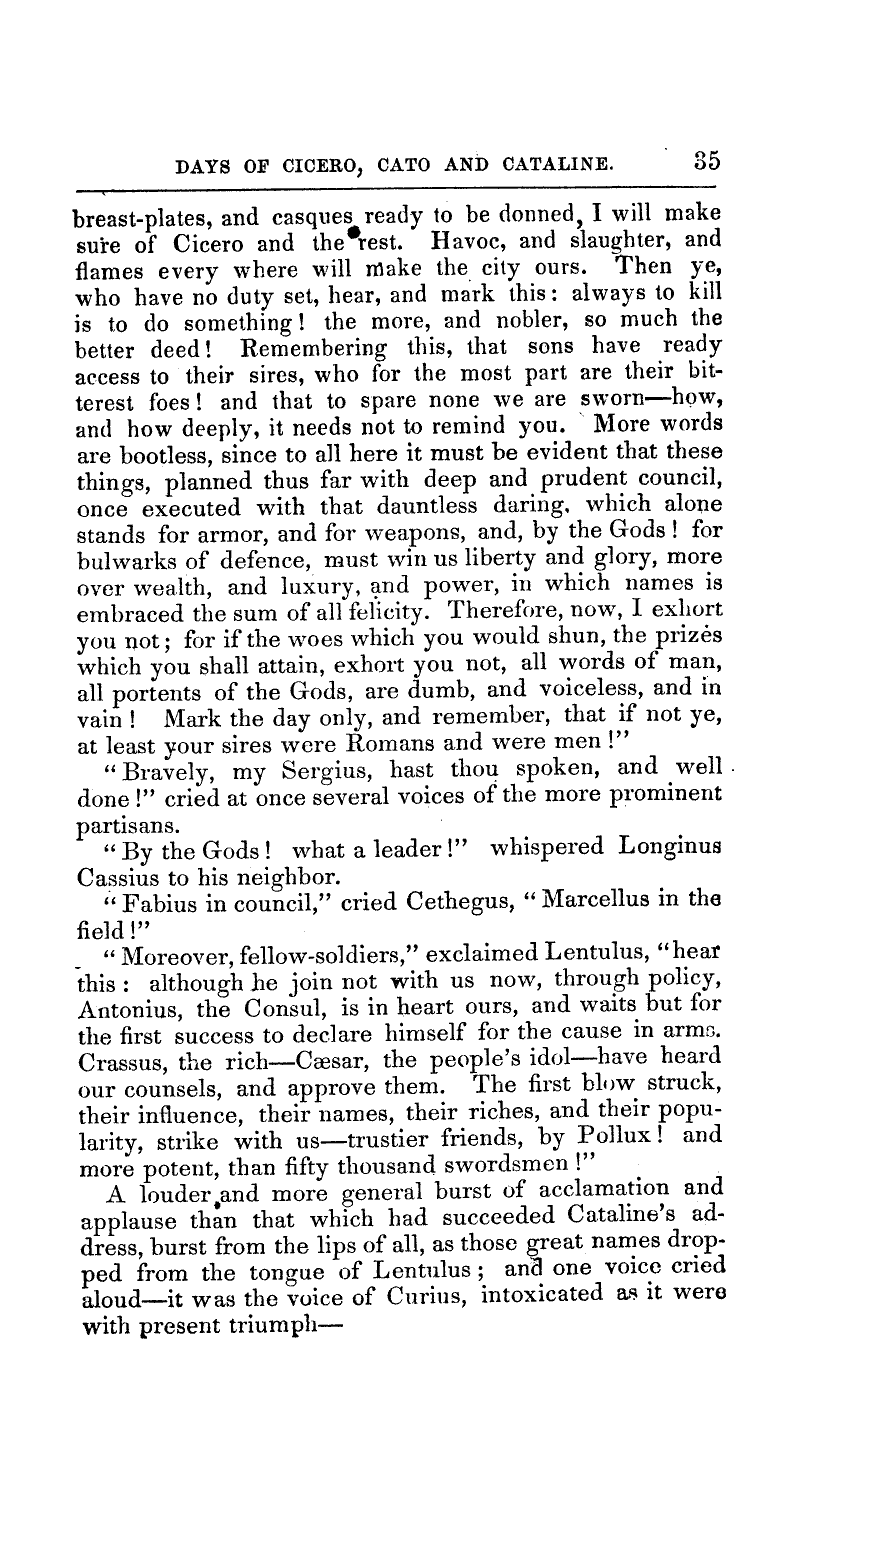 DAYS OF CICERO, CATO AND CATALINE. 35
breast-plates, and casques ready to be donned, I will make
sure of Cicero and the rest. Havoc, and slaughter, and
flames every where will make the city ours. Then ye,
who have no duty set, hear, and mark this: always to kill
is to do something! the more, and nobler, so much the
better deed! Remembering this, that sons have ready
access to their sires, who for the most part are their bit-
terest foes! and that to spare none we are sworn—how,
and how deeply, it needs not to remind you. More words
are bootless, since to all here it must be evident that these
things, planned thus far with deep and prudent council,
once executed with that dauntless daring, which alone
stands for armor, and for weapons, and, by the Gods! for
bulwarks of defence, must win us liberty and glory, more
over wealth, and luxury, and power, in which names is
embraced the sum of all felicity. Therefore, now, I exhort
you not; for if the woes which you would shun, the prizes
which you shall attain, exhort you not, all words of man,
all portents of the Gods, are dumb, and voiceless, and in
vain! Mark the day only, and remember, that if not ye,
at least your sires were Romans and were men!"
"Bravely, my Sergius, hast thou spoken, and well
done!" cried at once several voices of the more prominent
partisans.
"By the Gods! what a leader!" whispered Longinus
Cassius to his neighbor.
"Fabius in council," cried Cethegus, "Marcellus in the
field!"
"Moreover, fellow-soldiers," exclaimed Lentulus, "hear
this: although he join not with us now, through policy,
Antonius, the Consul, is in heart ours, and waits but for
the first success to declare himself for the cause in arms.
Crassus, the rich—Cæsar, the people's idol—have heard
our counsels, and approve them. The first blow struck,
their influence, their names, their riches, and their popu-
larity, strike with us—trustier friends, by Pollux! and
more potent, than fifty thousand swordsmen!"
A louder and more general burst of acclamation and
applause than that which had succeeded Cataline's ad-
dress, burst from the lips of all, as those great names drop-
ped from the tongue of Lentulus; and one voice cried
aloud—it was the voice of Curius, intoxicated as it were
with present triumph—